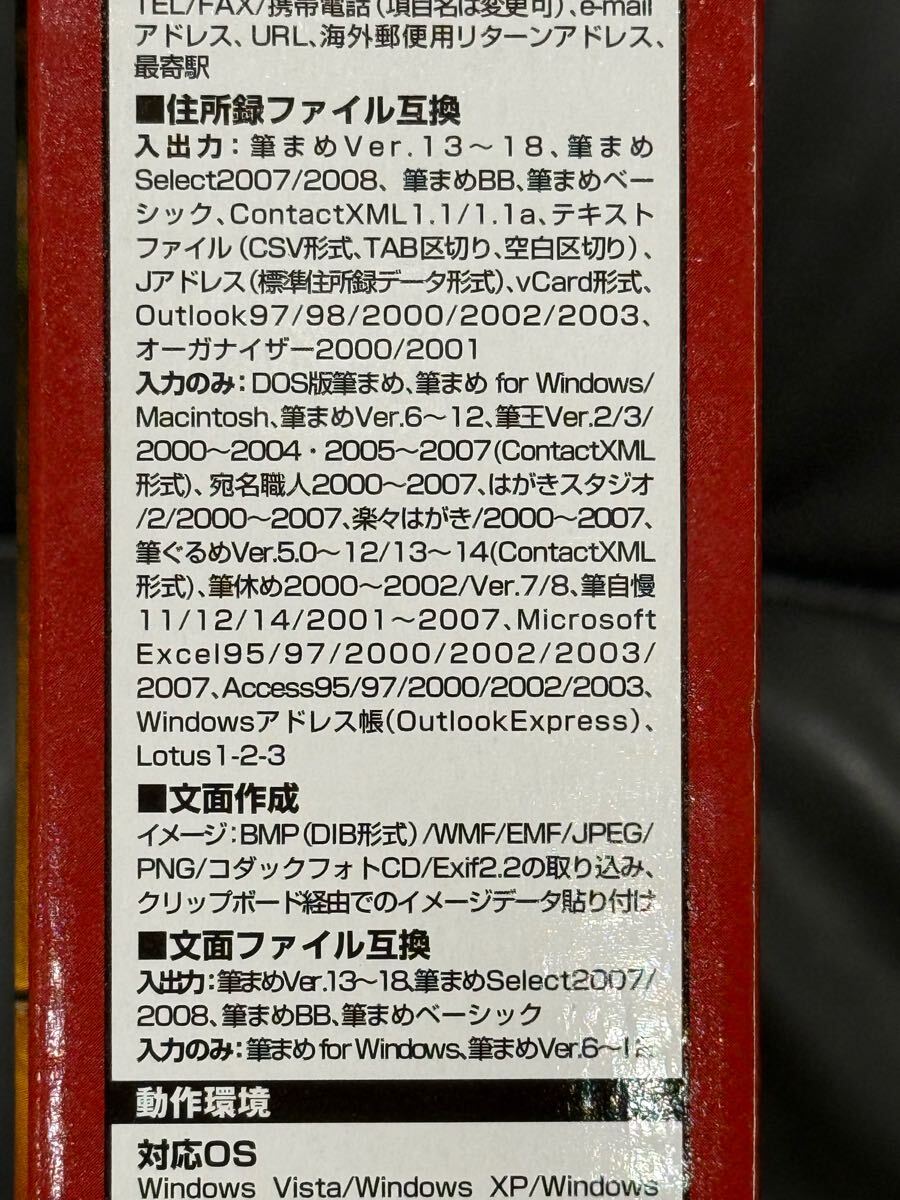 TEL/FAX/携帯電話(項目名は変更可)、e-mail
アドレス、URL、海外郵便用リターンアドレス、
最寄駅
■住所録ファイル互換
入出力:筆まめVer.13～18、筆まめ
Select2007/2008、筆まめBB、筆まめベー
シック、ContactXML1.1/1.1a、テキスト
ファイル(CSV形式、TAB区切り、空白区切り)、
Jアドレス(標準住所録データ形式)、vCard形式、
Outlook97/98/2000/2002/2003、
オーガナイザー2000/2001
入力のみ:DOS版筆まめ、筆まめ for Windows/
Macintosh、筆まめVer.6～12、筆王Ver.2/3/
2000～2004・2005～2007(ContactXML
形式)、宛名職人2000～2007、はがきスタジオ
/2/2000～2007、楽々はがき/2000～2007、
筆ぐるめVer.5.0～12/13～14(ContactXML
形式)、筆休め2000～2002/Ver.7/8、筆自慢
11/12/14/2001～2007、Microsoft
Excel95/97/2000/2002/2003/
2007、Access95/97/2000/2002/2003、
Windowsアドレス帳(OutlookExpress)、
Lotus1-2-3
■文面作成
イメージ:BMP(DIB形式)/WMF/EMF/JPEG/
PNG/コダックフォトCD/Exif2.2の取り込み、
クリップボード経由でのイメージデータ貼り付け
■文面ファイル互換
入出力:筆まめVer.13～18、筆まめSelect2007/
2008、筆まめBB、筆まめベーシック
入力のみ:筆まめ for Windows、筆まめVer.6～12
動作環境
対応OS
Windows Vista/Windows XP/Windows